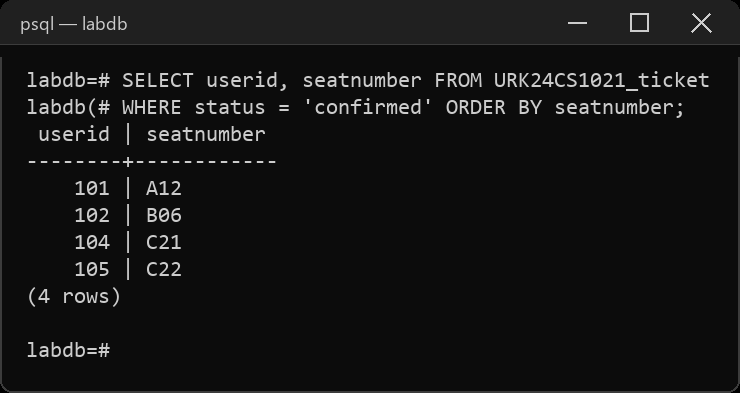 psql — labdb
labdb=# SELECT userid, seatnumber FROM URK24CS1021_ticket
labdb(# WHERE status = 'confirmed' ORDER BY seatnumber;
 userid | seatnumber
--------+------------
    101 | A12
    102 | B06
    104 | C21
    105 | C22
(4 rows)

labdb=#